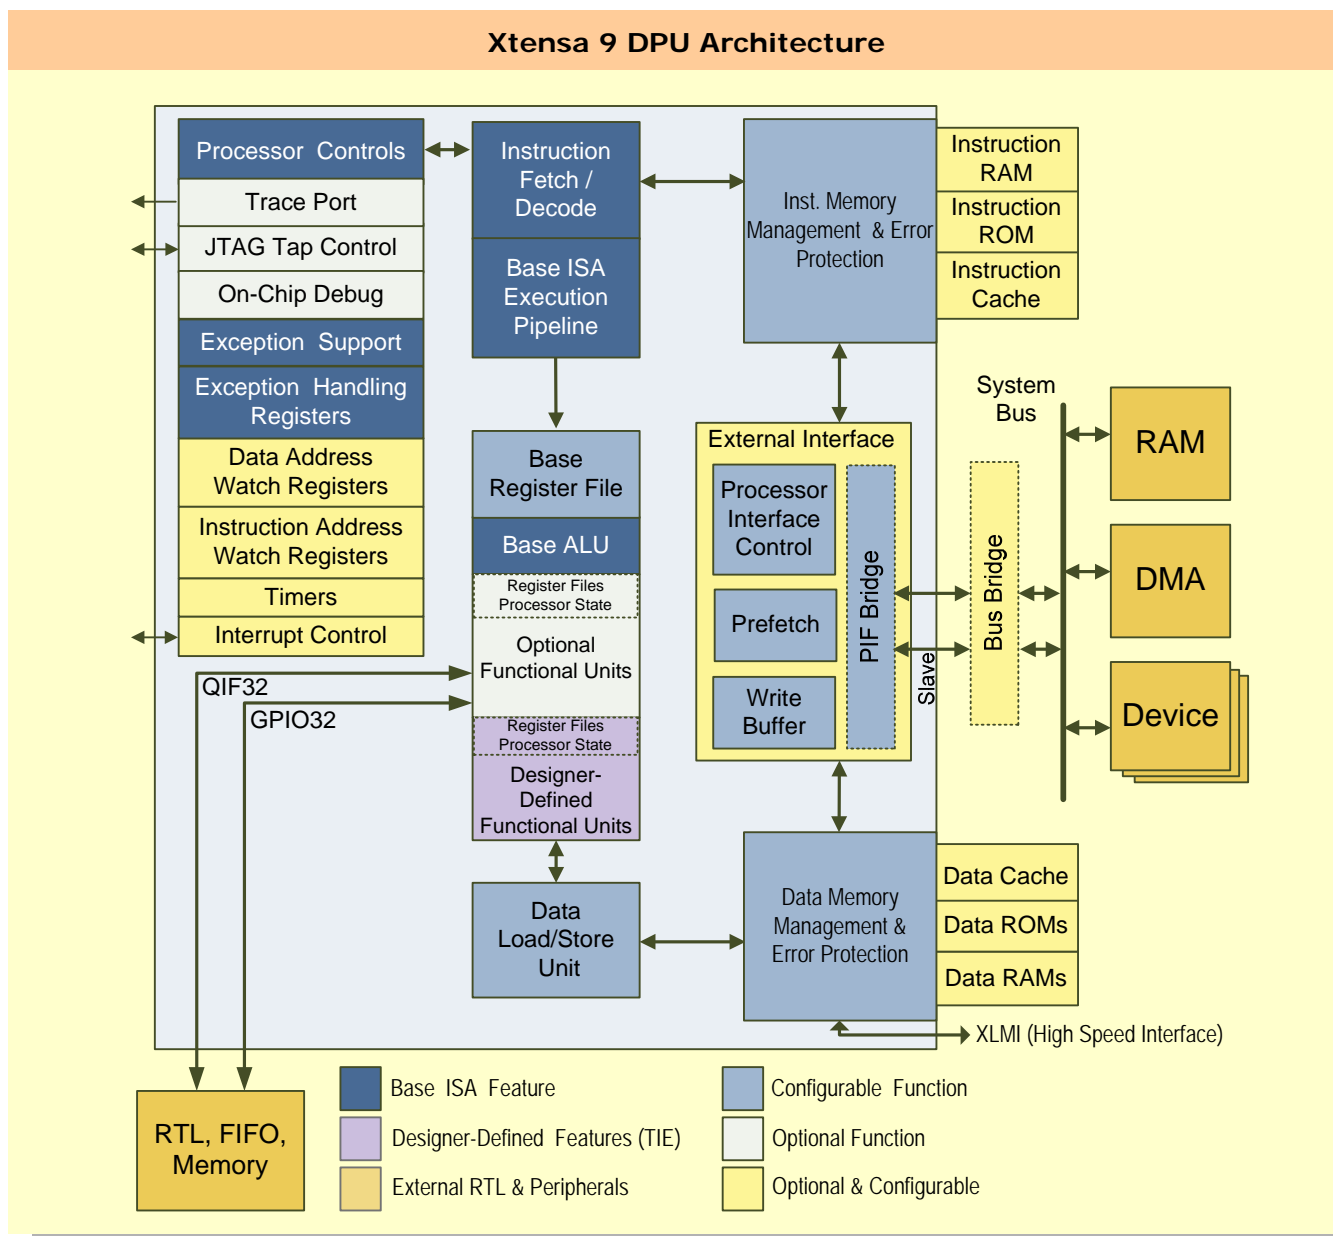 Xtensa 9 DPU Architecture
Processor Controls
Trace Port
JTAG Tap Control
On-Chip Debug
Exception Support
Exception Handling
Registers
Data Address
Watch Registers
Instruction Address
Watch Registers
Timers
Interrupt Control
QIF32
GPIO32
Instruction
Fetch /
Decode
Base ISA
Execution
Pipeline
Base
Register File
Base ALU
Register Files
Processor State
Optional
Functional Units
Register Files
Processor State
Designer-
Defined
Functional Units
Data
Load/Store
Unit
Inst. Memory
Management & Error
Protection
Instruction
RAM
Instruction
ROM
Instruction
Cache
External Interface
Processor
Interface
Control
Prefetch
Write
Buffer
PIF Bridge
Slave
Bus Bridge
System
Bus
RAM
DMA
Device
Data Memory
Management &
Error Protection
Data Cache
Data ROMs
Data RAMs
XLMI (High Speed Interface)
RTL, FIFO,
Memory
Base ISA Feature
Designer-Defined Features (TIE)
External RTL & Peripherals
Configurable Function
Optional Function
Optional & Configurable